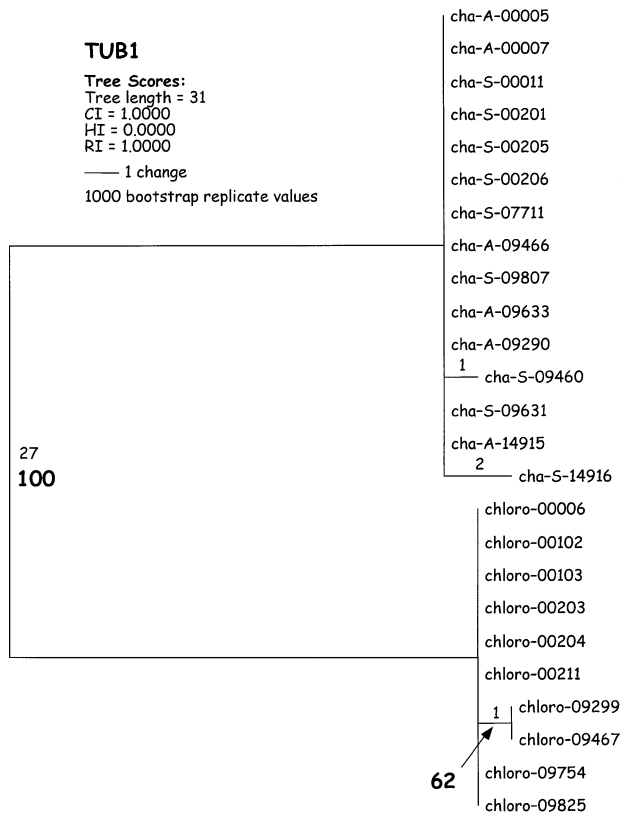 cha-A-00005
TUB1
cha-A-00007
Tree Scores:
cha-S-00011
Tree length = 31
CI = 1.0000
cha-S-00201
HI = 0.0000
RI = 1.0000
cha-S-00205
1 change
cha-S-00206
1000 bootstrap replicate values
cha-S-07711
cha-A-09466
cha-S-09807
cha-A-09633
cha-A-09290
1
cha-S-09460
cha-S-09631
cha-A-14915
27
2
100
cha-S-14916
chloro-00006
chloro-00102
chloro-00103
chloro-00203
chloro-00204
chloro-00211
1
chloro-09299
chloro-09467
62
chloro-09754
chloro-09825